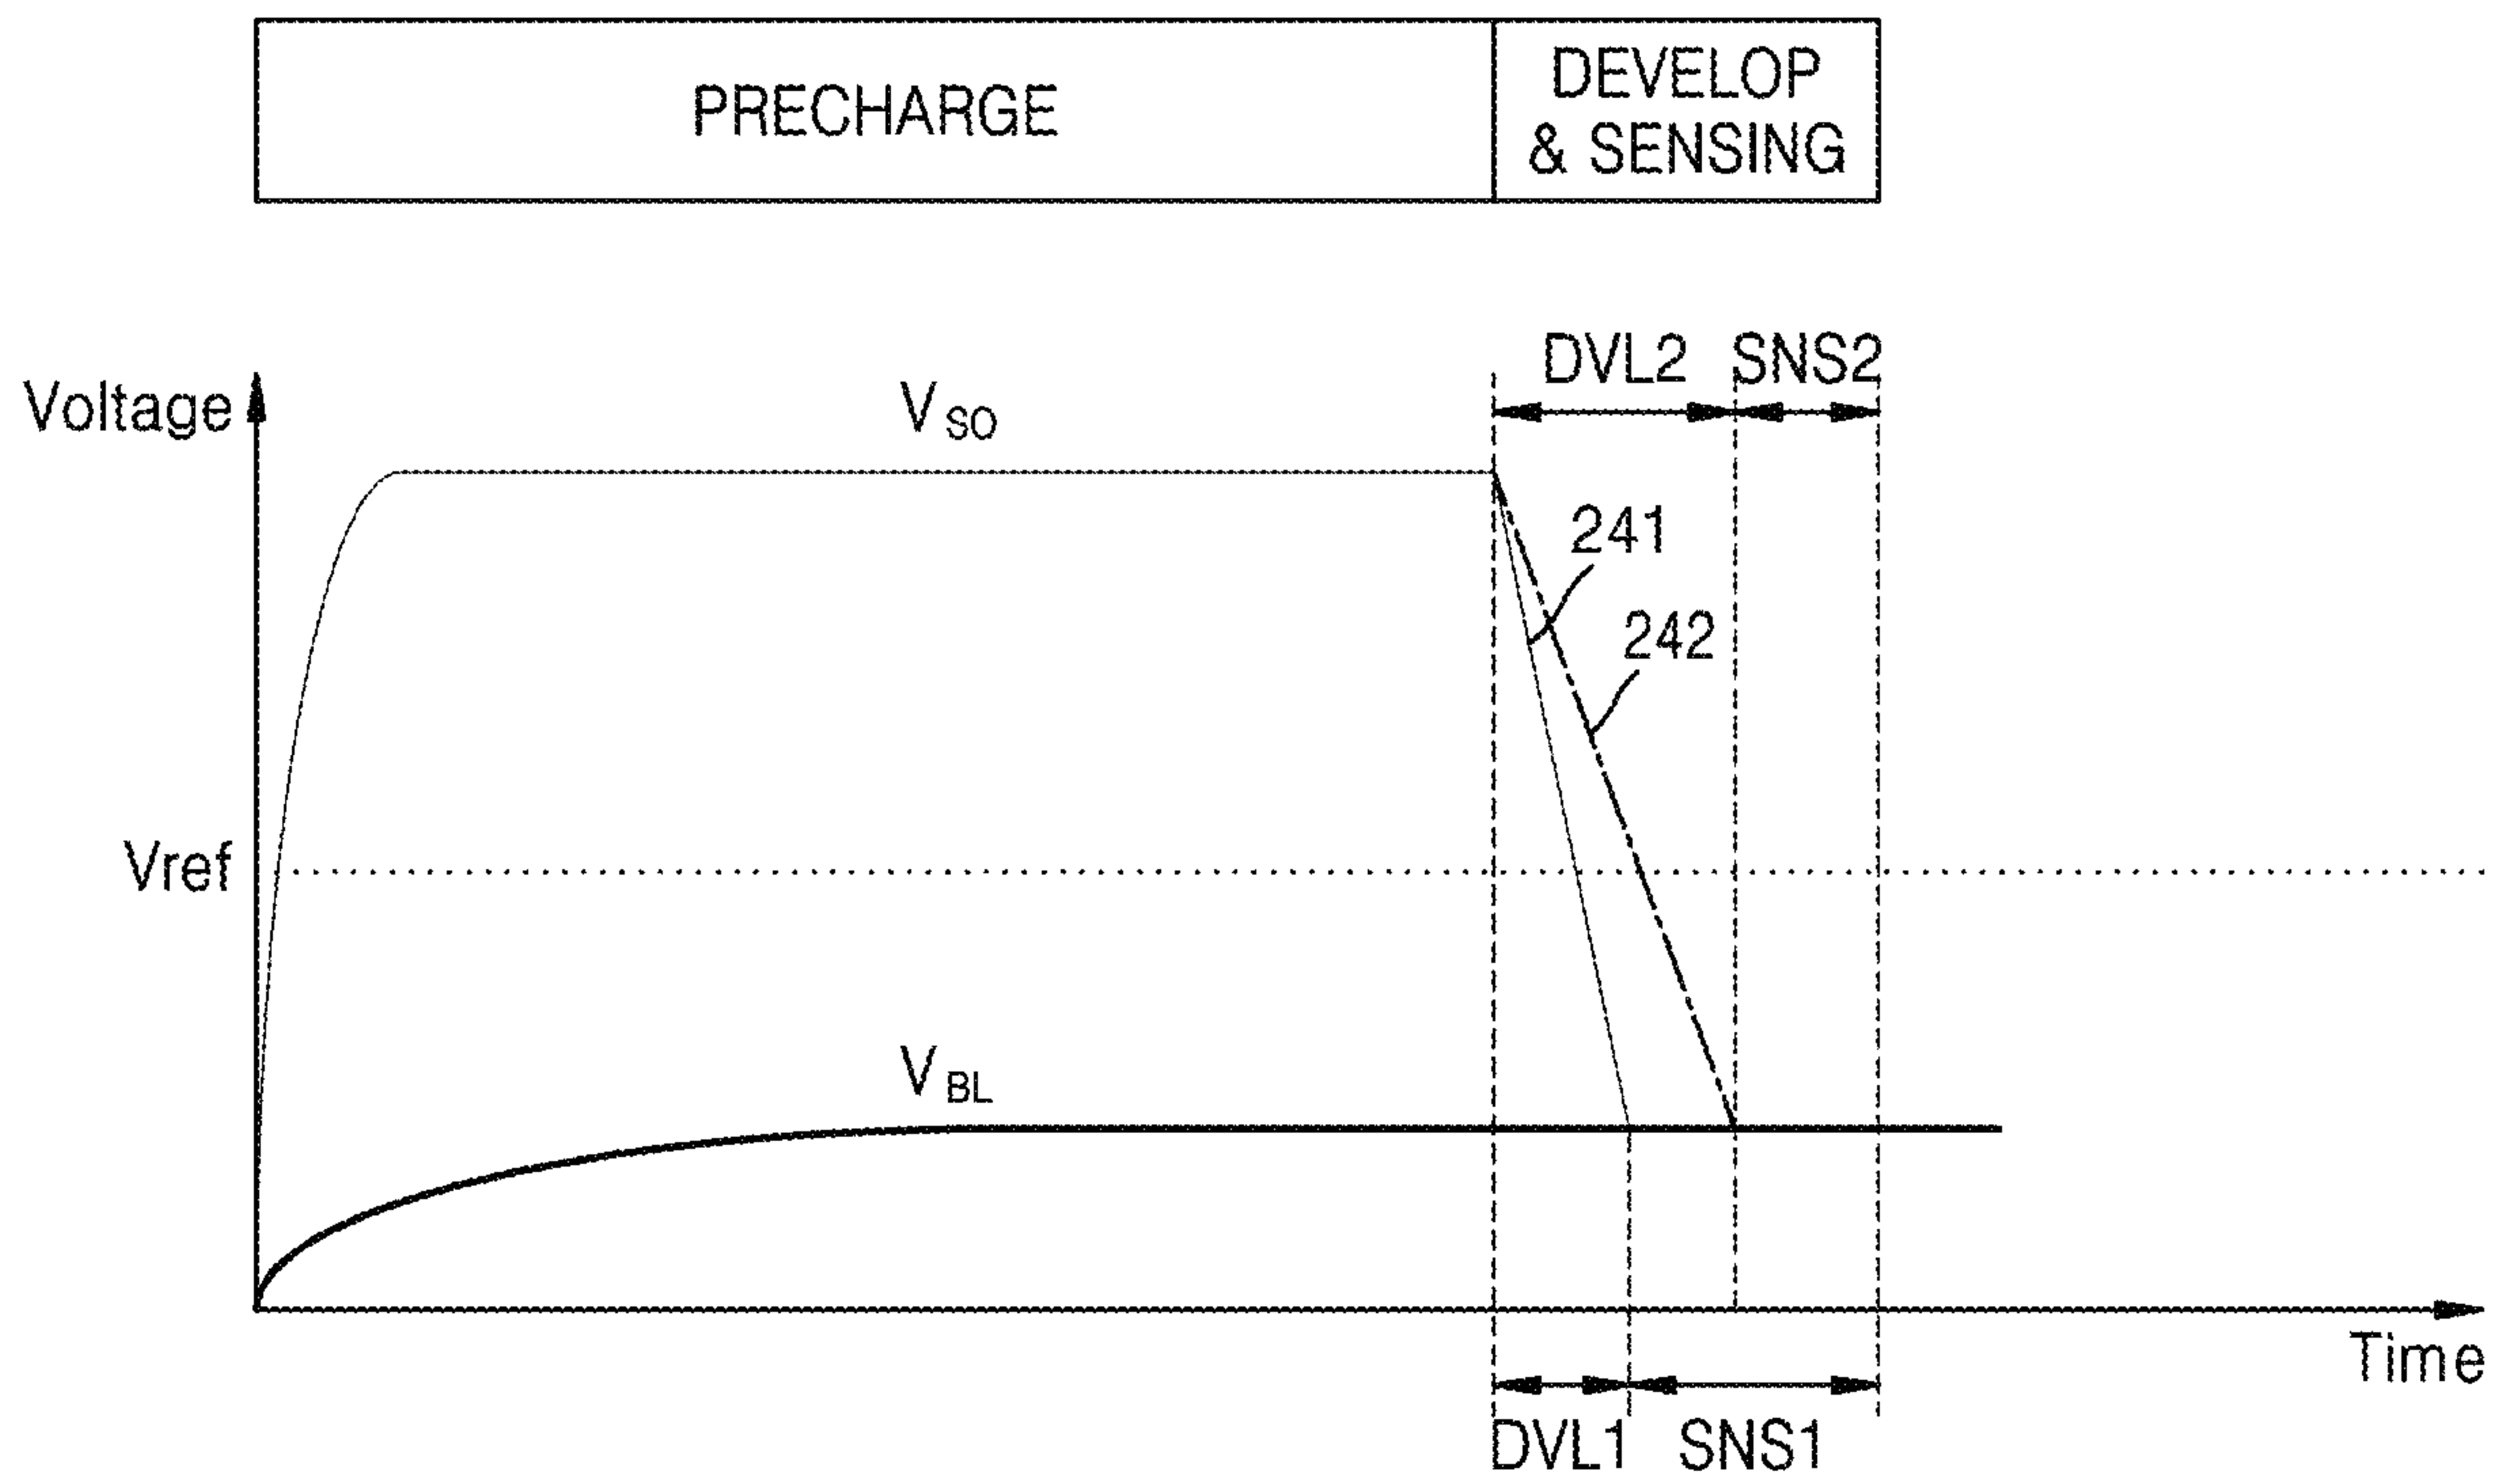 PRECHARGE
DEVELOP
& SENSING
DVL2
SNS2
Voltage
VSO
241
242
Vref
VBL
Time
DVL1
SNS1